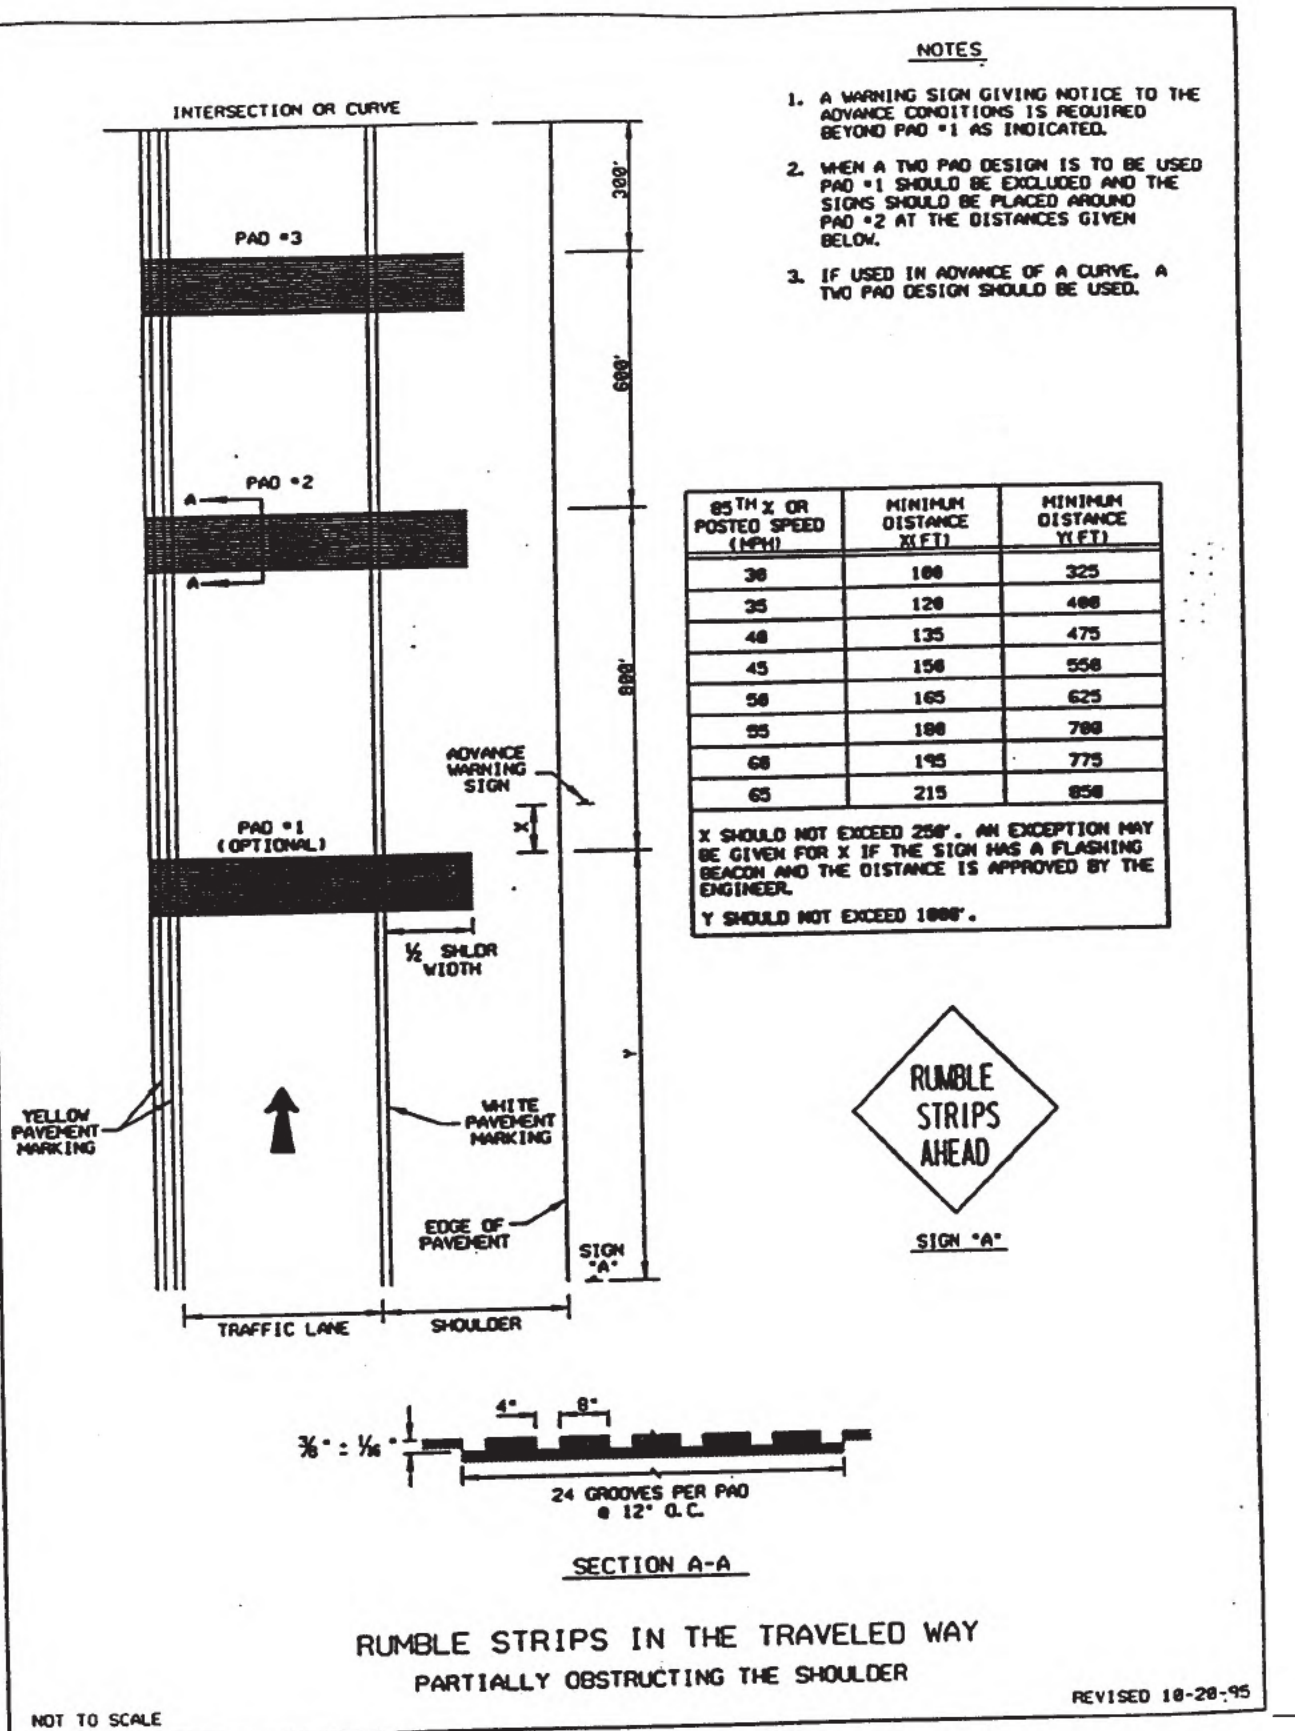 NOTES
1. A WARNING SIGN GIVING NOTICE TO THE
ADVANCE CONDITIONS IS REQUIRED
BEYOND PAD #1 AS INDICATED.
2. WHEN A TWO PAD DESIGN IS TO BE USED
PAD #1 SHOULD BE EXCLUDED AND THE
SIGNS SHOULD BE PLACED AROUND
PAD #2 AT THE DISTANCES GIVEN
BELOW.
3. IF USED IN ADVANCE OF A CURVE, A
TWO PAD DESIGN SHOULD BE USED.
INTERSECTION OR CURVE
300'
PAD #3
600'
PAD #2
A
A
800'
ADVANCE
WARNING
SIGN
X
PAD #1
(OPTIONAL)
½ SHLDR
WIDTH
Y
YELLOW
PAVEMENT
MARKING
WHITE
PAVEMENT
MARKING
EDGE OF
PAVEMENT
SIGN
"A"
TRAFFIC LANE
SHOULDER
85TH % OR
POSTED SPEED
(MPH)
MINIMUM
DISTANCE
X(FT)
MINIMUM
DISTANCE
Y(FT)
30 100 325
35 120 400
40 135 475
45 150 550
50 165 625
55 180 700
60 195 775
65 215 850
X SHOULD NOT EXCEED 250'. AN EXCEPTION MAY
BE GIVEN FOR X IF THE SIGN HAS A FLASHING
BEACON AND THE DISTANCE IS APPROVED BY THE
ENGINEER.
Y SHOULD NOT EXCEED 1000'.
RUMBLE
STRIPS
AHEAD
SIGN "A"
4"
8"
⅜" ± 1/16"
24 GROOVES PER PAD
@ 12" O.C.
SECTION A-A
RUMBLE STRIPS IN THE TRAVELED WAY
PARTIALLY OBSTRUCTING THE SHOULDER
NOT TO SCALE
REVISED 10-20-95